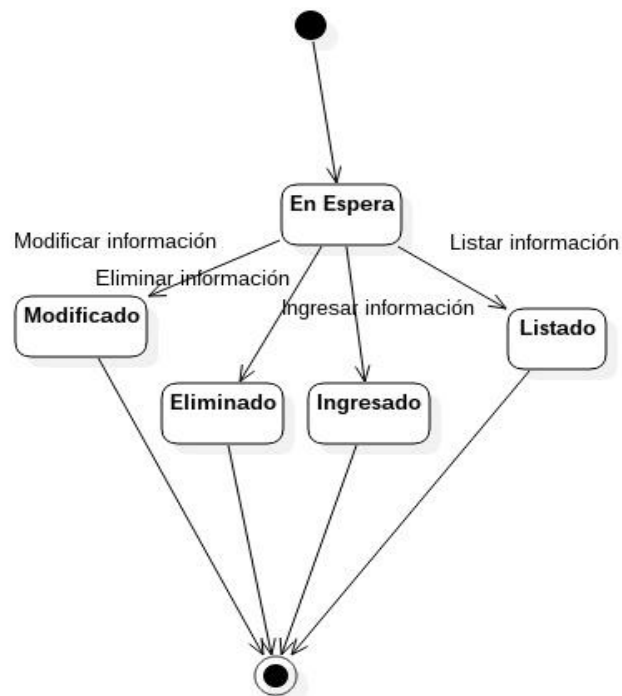 En Espera
Modificar información
Listar información
Eliminar información
Ingresar información
Modificado
Listado
Eliminado
Ingresado